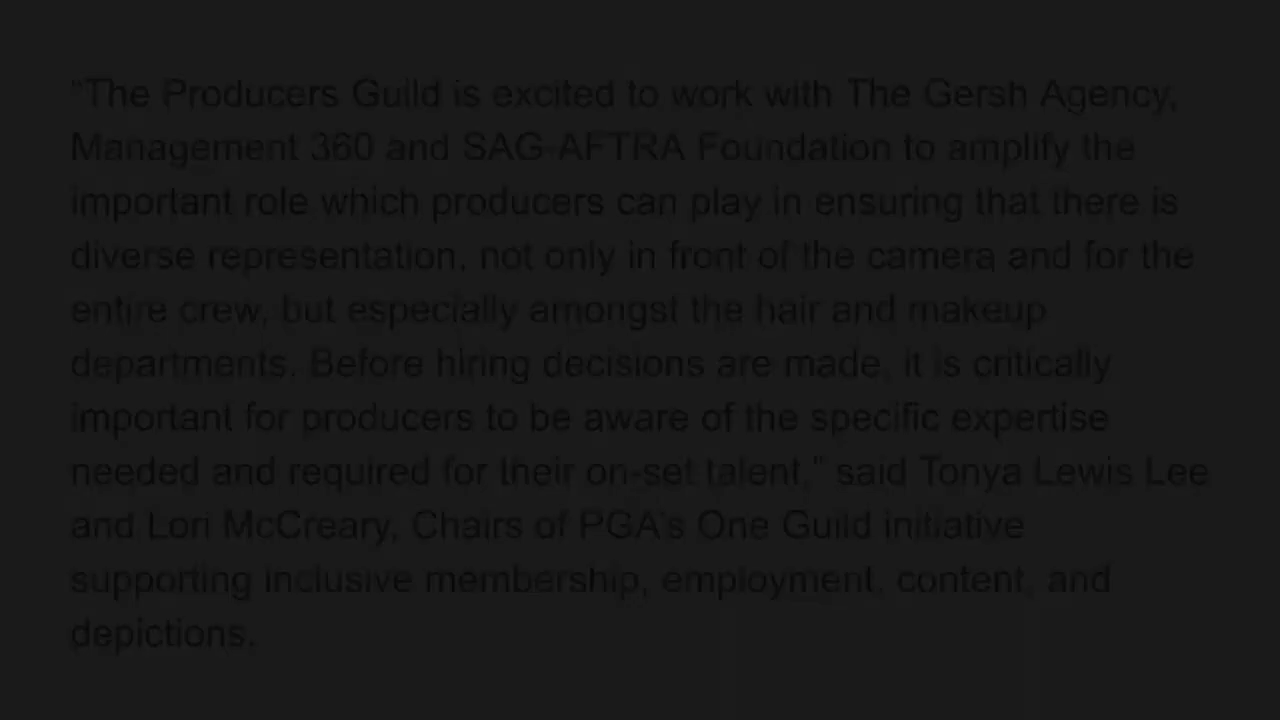 “The Producers Guild is excited to work with The Gersh Agency,
Management 360 and SAG-AFTRA Foundation to amplify the
important role which producers can play in ensuring that there is
diverse representation, not only in front of the camera and for the
entire crew, but especially amongst the hair and makeup
departments. Before hiring decisions are made, it is critically
important for producers to be aware of the specific expertise
needed and required for their on-set talent,” said Tonya Lewis Lee
and Lori McCreary, Chairs of PGA’s One Guild initiative
supporting inclusive membership, employment, content, and
depictions.